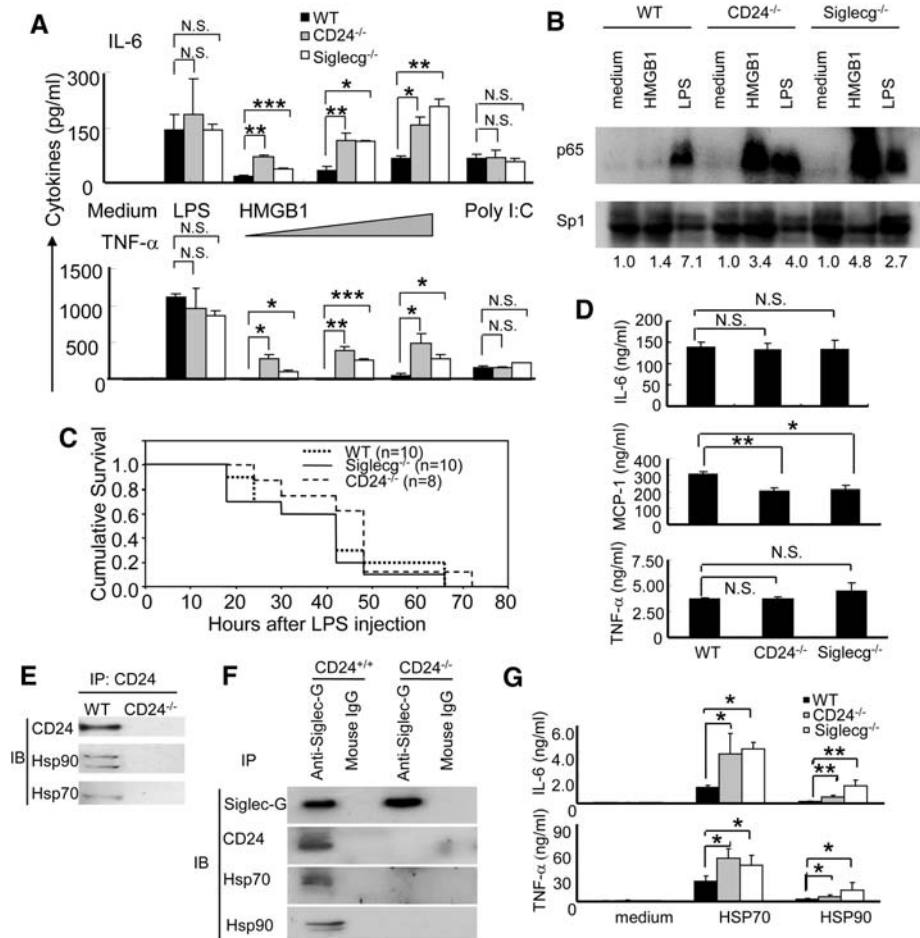 A
IL-6
WT
CD24-/-
Siglecg-/-
Cytokines (pg/ml)
300
150
0
N.S.
N.S.
***
**
*
**
**
*
N.S.
N.S.
Medium LPS HMGB1 Poly I:C
TNF-α
1000
500
0
N.S.
N.S.
*
*
***
**
*
*
N.S.
N.S.
B
WT CD24-/- Siglecg-/-
medium HMGB1 LPS medium HMGB1 LPS medium HMGB1 LPS
p65
Sp1
1.0 1.4 7.1 1.0 3.4 4.0 1.0 4.8 2.7
C
WT (n=10)
Siglecg-/- (n=10)
CD24-/- (n=8)
Cumulative Survival
1.0
0.8
0.6
0.4
0.2
0.0
0 10 20 30 40 50 60 70 80
Hours after LPS injection
D
IL-6 (ng/ml)
150
100
50
0
N.S.
N.S.
MCP-1 (ng/ml)
400
300
200
100
0
*
**
TNF-α (ng/ml)
7.50
5.00
2.50
0
N.S.
N.S.
WT CD24-/- Siglecg-/-
E
IP: CD24
WT CD24-/-
IB
CD24
Hsp90
Hsp70
F
CD24+/+ CD24-/-
IP
Anti-Siglec-G Mouse IgG Anti-Siglec-G Mouse IgG
IB
Siglec-G
CD24
Hsp70
Hsp90
G
WT
CD24-/-
Siglecg-/-
IL-6 (ng/ml)
6.0
4.0
2.0
0
*
*
**
**
TNF-α (ng/ml)
90
60
30
0
*
*
*
*
medium HSP70 HSP90